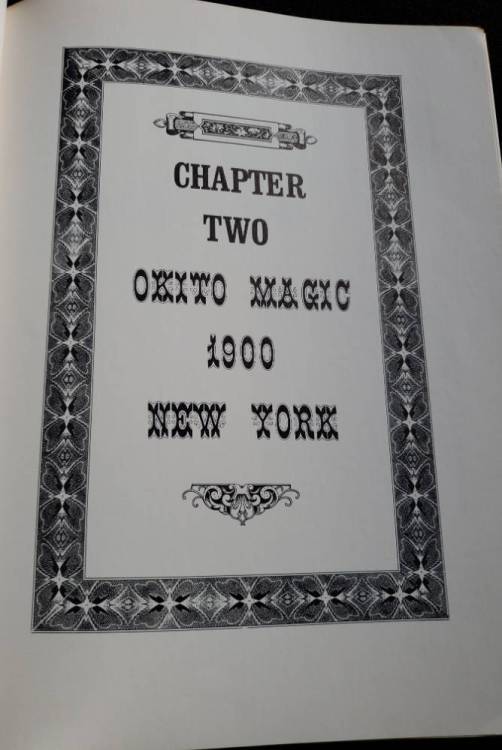 CHAPTER
TWO
OKITO MAGIC
1900
NEW YORK